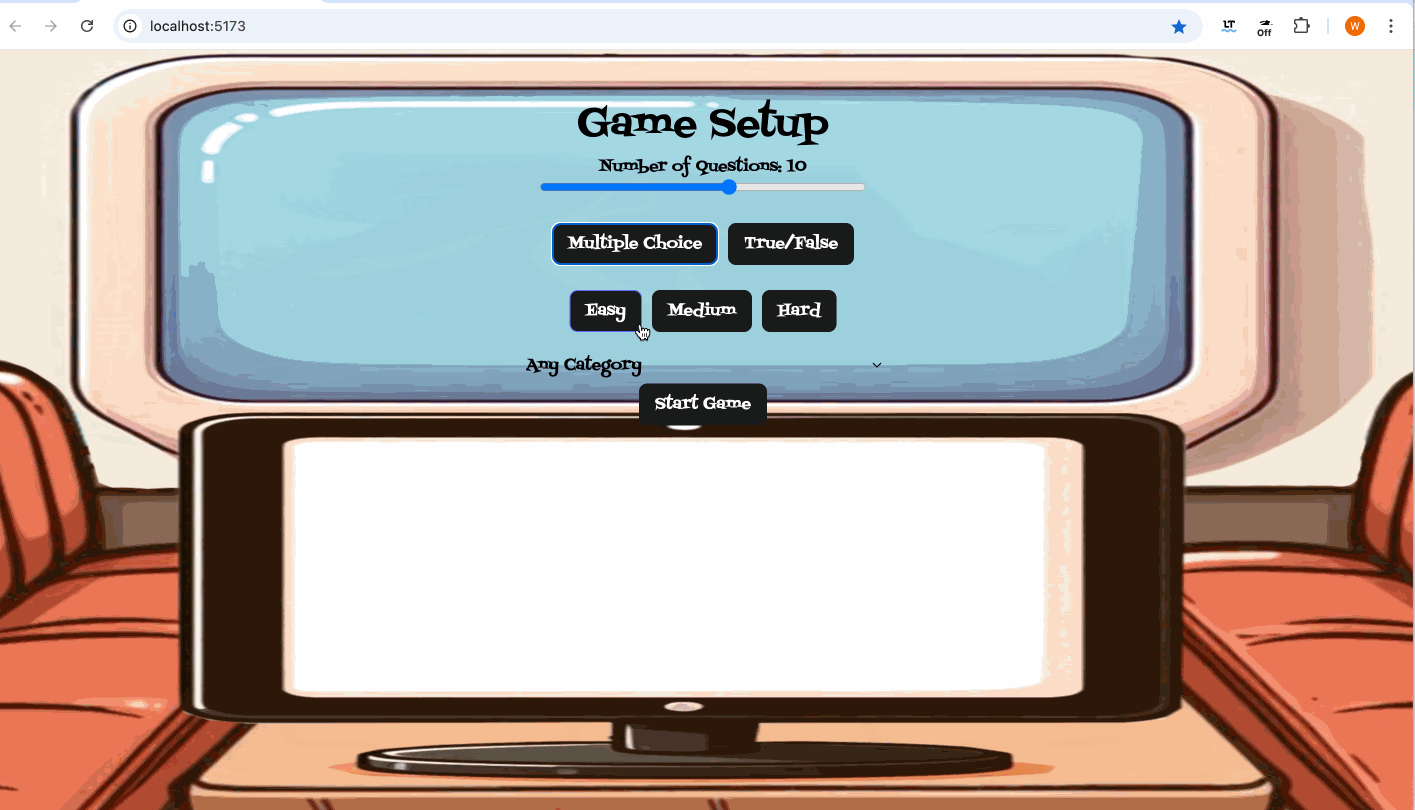 localhost:5173
LT
Off
W
Game Setup
Number of Questions: 10
Multiple Choice True/False
Easy Medium Hard
Any Category
Start Game